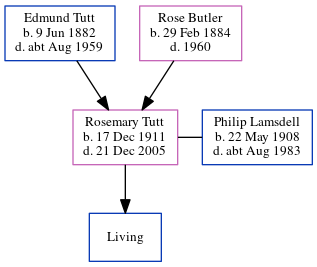 Edmund Tutt
b. 9 Jun 1882
d. abt Aug 1959
Rose Butler
b. 29 Feb 1884
d. 1960
Rosemary Tutt
b. 17 Dec 1911
d. 21 Dec 2005
Philip Lamsdell
b. 22 May 1908
d. abt Aug 1983
Living